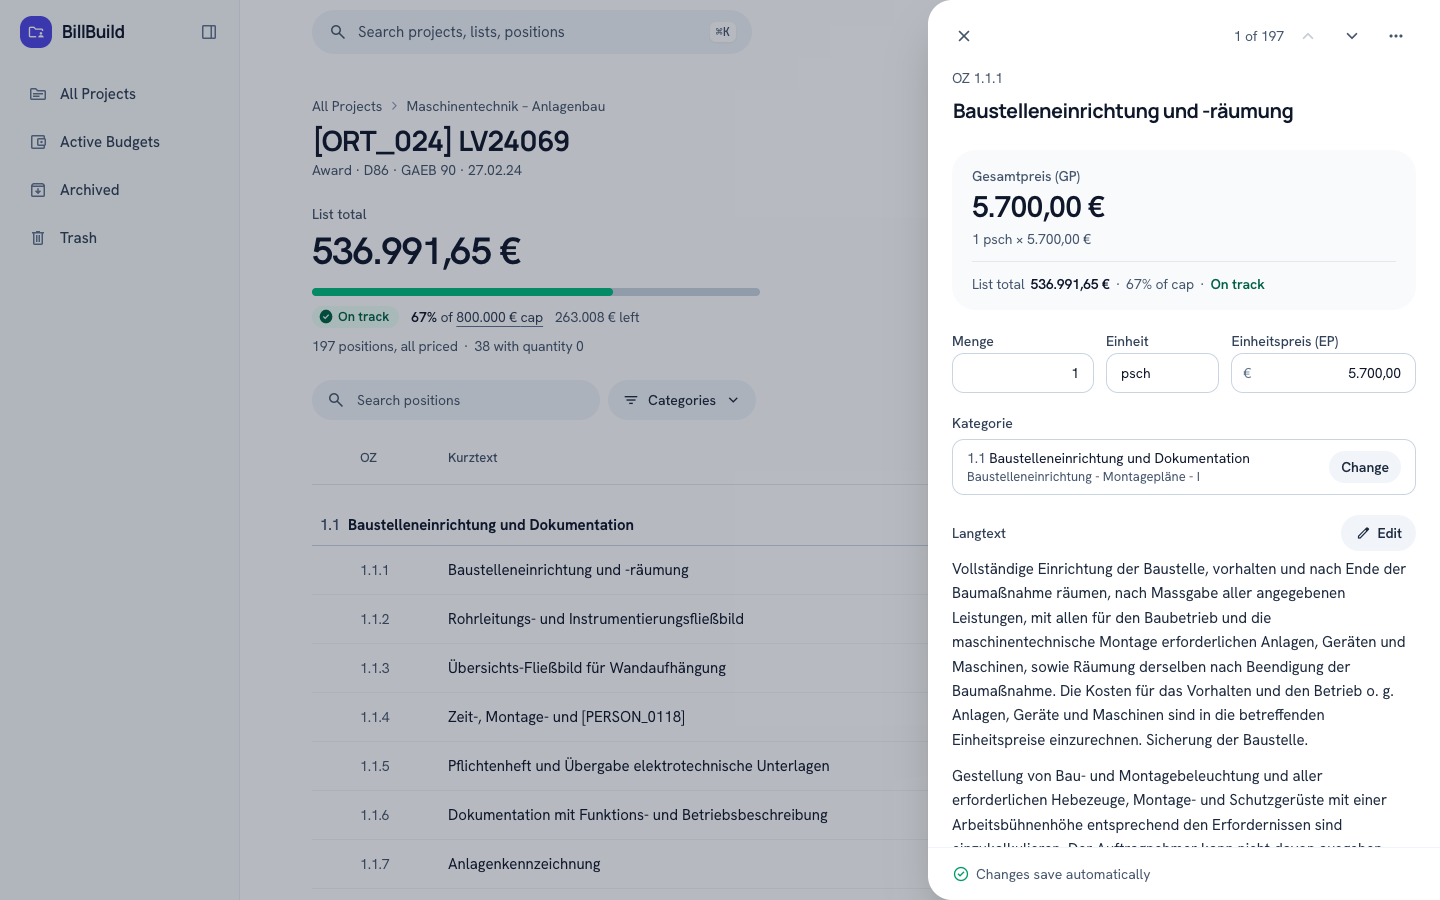 BillBuild
All Projects
Active Budgets
Archived
Trash
Search projects, lists, positions
⌘K
All Projects
Maschinentechnik – Anlagenbau
[ORT_024] LV24069
Award · D86 · GAEB 90 · 27.02.24
List total
536.991,65 €
On track
67% of 800.000 € cap
263.008 € left
197 positions, all priced · 38 with quantity 0
Search positions
Categories
OZ
Kurztext
1.1 Baustelleneinrichtung und Dokumentation
1.1.1 Baustelleneinrichtung und -räumung
1.1.2 Rohrleitungs- und Instrumentierungsfließbild
1.1.3 Übersichts-Fließbild für Wandaufhängung
1.1.4 Zeit-, Montage- und [PERSON_0118]
1.1.5 Pflichtenheft und Übergabe elektrotechnische Unterlagen
1.1.6 Dokumentation mit Funktions- und Betriebsbeschreibung
1.1.7 Anlagenkennzeichnung
1 of 197
OZ 1.1.1
Baustelleneinrichtung und -räumung
Gesamtpreis (GP)
5.700,00 €
1 psch × 5.700,00 €
List total 536.991,65 € · 67% of cap · On track
Menge
Einheit
Einheitspreis (EP)
1
psch
€ 5.700,00
Kategorie
1.1 Baustelleneinrichtung und Dokumentation
Baustelleneinrichtung - Montagepläne - I
Change
Langtext
Edit
Vollständige Einrichtung der Baustelle, vorhalten und nach Ende der
Baumaßnahme räumen, nach Massgabe aller angegebenen
Leistungen, mit allen für den Baubetrieb und die
maschinentechnische Montage erforderlichen Anlagen, Geräten und
Maschinen, sowie Räumung derselben nach Beendigung der
Baumaßnahme. Die Kosten für das Vorhalten und den Betrieb o. g.
Anlagen, Geräte und Maschinen sind in die betreffenden
Einheitspreise einzurechnen. Sicherung der Baustelle.
Gestellung von Bau- und Montagebeleuchtung und aller
erforderlichen Hebezeuge, Montage- und Schutzgerüste mit einer
Arbeitsbühnenhöhe entsprechend den Erfordernissen sind
einzukalkulieren. Der Auftragnehmer kann nicht davon ausgehen,
Changes save automatically